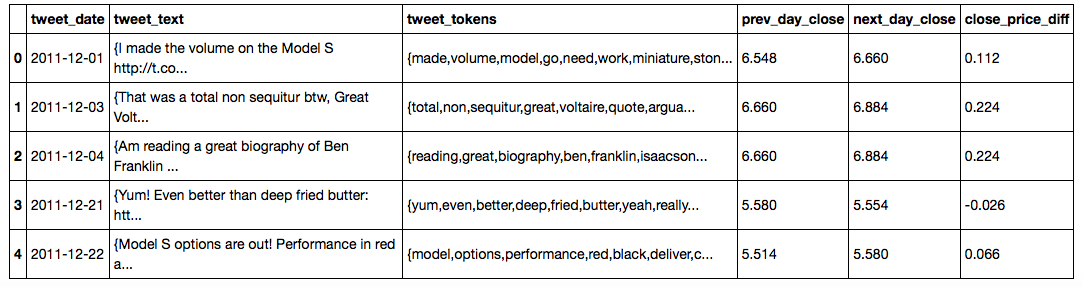 tweet_date tweet_text tweet_tokens prev_day_close next_day_close close_price_diff
0 2011-12-01 {I made the volume on the Model S
http://t.co... {made,volume,model,go,need,work,miniature,ston... 6.548 6.660 0.112
1 2011-12-03 {That was a total non sequitur btw, Great
Volt... {total,non,sequitur,great,voltaire,quote,argua... 6.660 6.884 0.224
2 2011-12-04 {Am reading a great biography of Ben
Franklin ... {reading,great,biography,ben,franklin,isaacson... 6.660 6.884 0.224
3 2011-12-21 {Yum! Even better than deep fried butter:
htt... {yum,even,better,deep,fried,butter,yeah,really... 5.580 5.554 -0.026
4 2011-12-22 {Model S options are out! Performance in red
a... {model,options,performance,red,black,deliver,c... 5.514 5.580 0.066